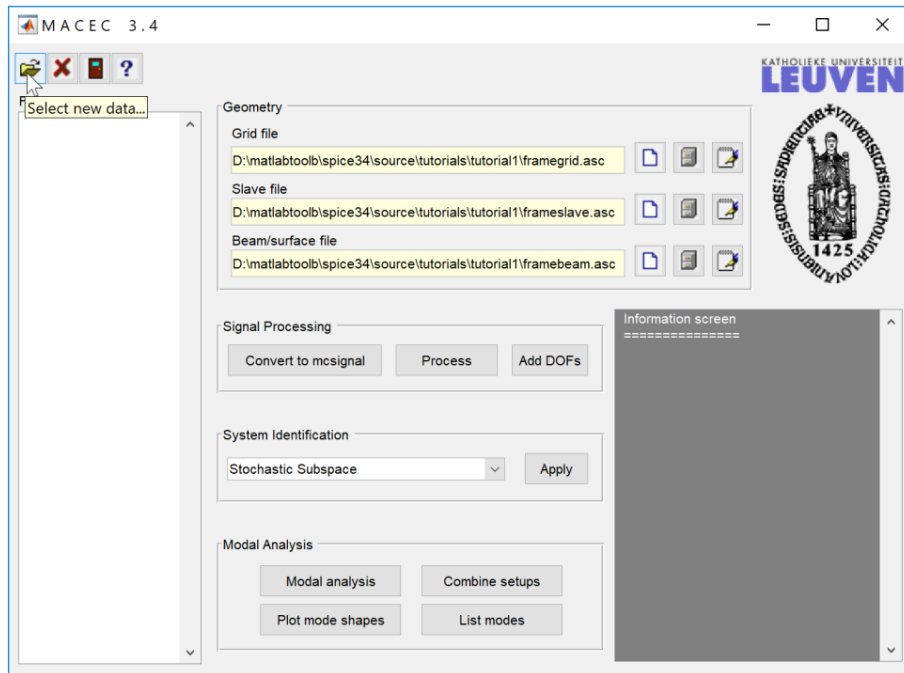 MACEC 3.4
?
KATHOLIEKE UNIVERSITEIT
LEUVEN
Select new data...
Geometry
Grid file
D:\matlabtoolb\spice34\source\tutorials\tutorial1\framegrid.asc
Slave file
D:\matlabtoolb\spice34\source\tutorials\tutorial1\frameslave.asc
Beam/surface file
D:\matlabtoolb\spice34\source\tutorials\tutorial1\framebeam.asc
1425
Signal Processing
Convert to mcsignal
Process
Add DOFs
Information screen
===============
System Identification
Stochastic Subspace
Apply
Modal Analysis
Modal analysis
Combine setups
Plot mode shapes
List modes